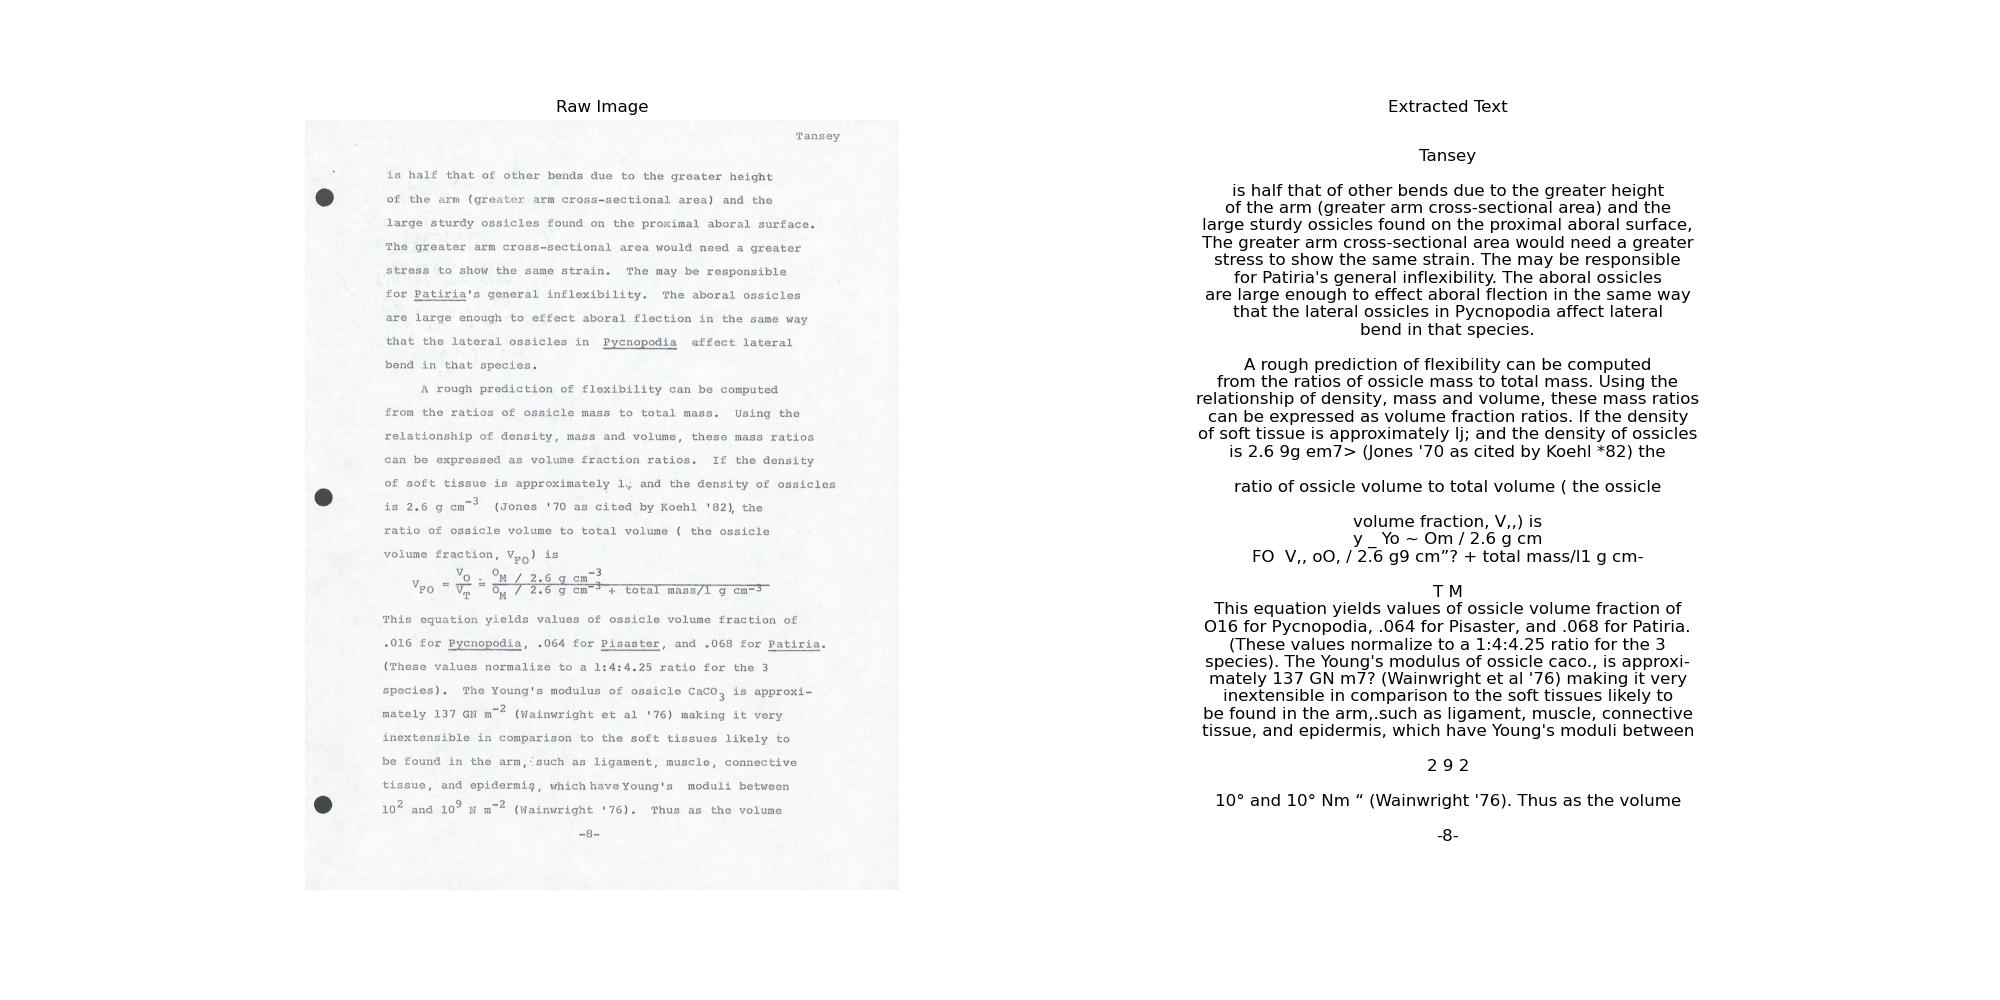 Raw Image
Tansey
is half that of other bends due to the greater height
of the arm (greater arm cross-sectional area) and the
large sturdy ossicles found on the proximal aboral surface.
The greater arm cross-sectional area would need a greater
stress to show the same strain.  The may be responsible
for Patiria's general inflexibility.  The aboral ossicles
are large enough to effect aboral flection in the same way
that the lateral ossicles in Pycnopodia affect lateral
bend in that species.
A rough prediction of flexibility can be computed
from the ratios of ossicle mass to total mass.  Using the
relationship of density, mass and volume, these mass ratios
can be expressed as volume fraction ratios.  If the density
of soft tissue is approximately 1, and the density of ossicles
is 2.6 g cm⁻³ (Jones '70 as cited by Koehl '82), the
ratio of ossicle volume to total volume ( the ossicle
volume fraction, V_FO) is
V_FO = V_O / V_T = O_M / 2.6 g cm⁻³
O_M / 2.6 g cm⁻³ + total mass/1 g cm⁻³
This equation yields values of ossicle volume fraction of
.016 for Pycnopodia, .064 for Pisaster, and .068 for Patiria.
(These values normalize to a 1:4:4.25 ratio for the 3
species).  The Young's modulus of ossicle CaCO₃ is approxi-
mately 137 GN m⁻² (Wainwright et al '76) making it very
inextensible in comparison to the soft tissues likely to
be found in the arm, such as ligament, muscle, connective
tissue, and epidermis, which have Young's moduli between
10² and 10⁹ N m⁻² (Wainwright '76).  Thus as the volume
-8-
Extracted Text
Tansey
is half that of other bends due to the greater height
of the arm (greater arm cross-sectional area) and the
large sturdy ossicles found on the proximal aboral surface,
The greater arm cross-sectional area would need a greater
stress to show the same strain. The may be responsible
for Patiria's general inflexibility. The aboral ossicles
are large enough to effect aboral flection in the same way
that the lateral ossicles in Pycnopodia affect lateral
bend in that species.
A rough prediction of flexibility can be computed
from the ratios of ossicle mass to total mass. Using the
relationship of density, mass and volume, these mass ratios
can be expressed as volume fraction ratios. If the density
of soft tissue is approximately lj; and the density of ossicles
is 2.6 9g em7> (Jones '70 as cited by Koehl *82) the
ratio of ossicle volume to total volume ( the ossicle
volume fraction, V,,) is
y _ Yo ~ Om / 2.6 g cm
FO  V,, oO, / 2.6 g9 cm”? + total mass/l1 g cm-
T M
This equation yields values of ossicle volume fraction of
O16 for Pycnopodia, .064 for Pisaster, and .068 for Patiria.
(These values normalize to a 1:4:4.25 ratio for the 3
species). The Young's modulus of ossicle caco., is approxi-
mately 137 GN m7? (Wainwright et al '76) making it very
inextensible in comparison to the soft tissues likely to
be found in the arm,.such as ligament, muscle, connective
tissue, and epidermis, which have Young's moduli between
2 9 2
10° and 10° Nm “ (Wainwright '76). Thus as the volume
-8-